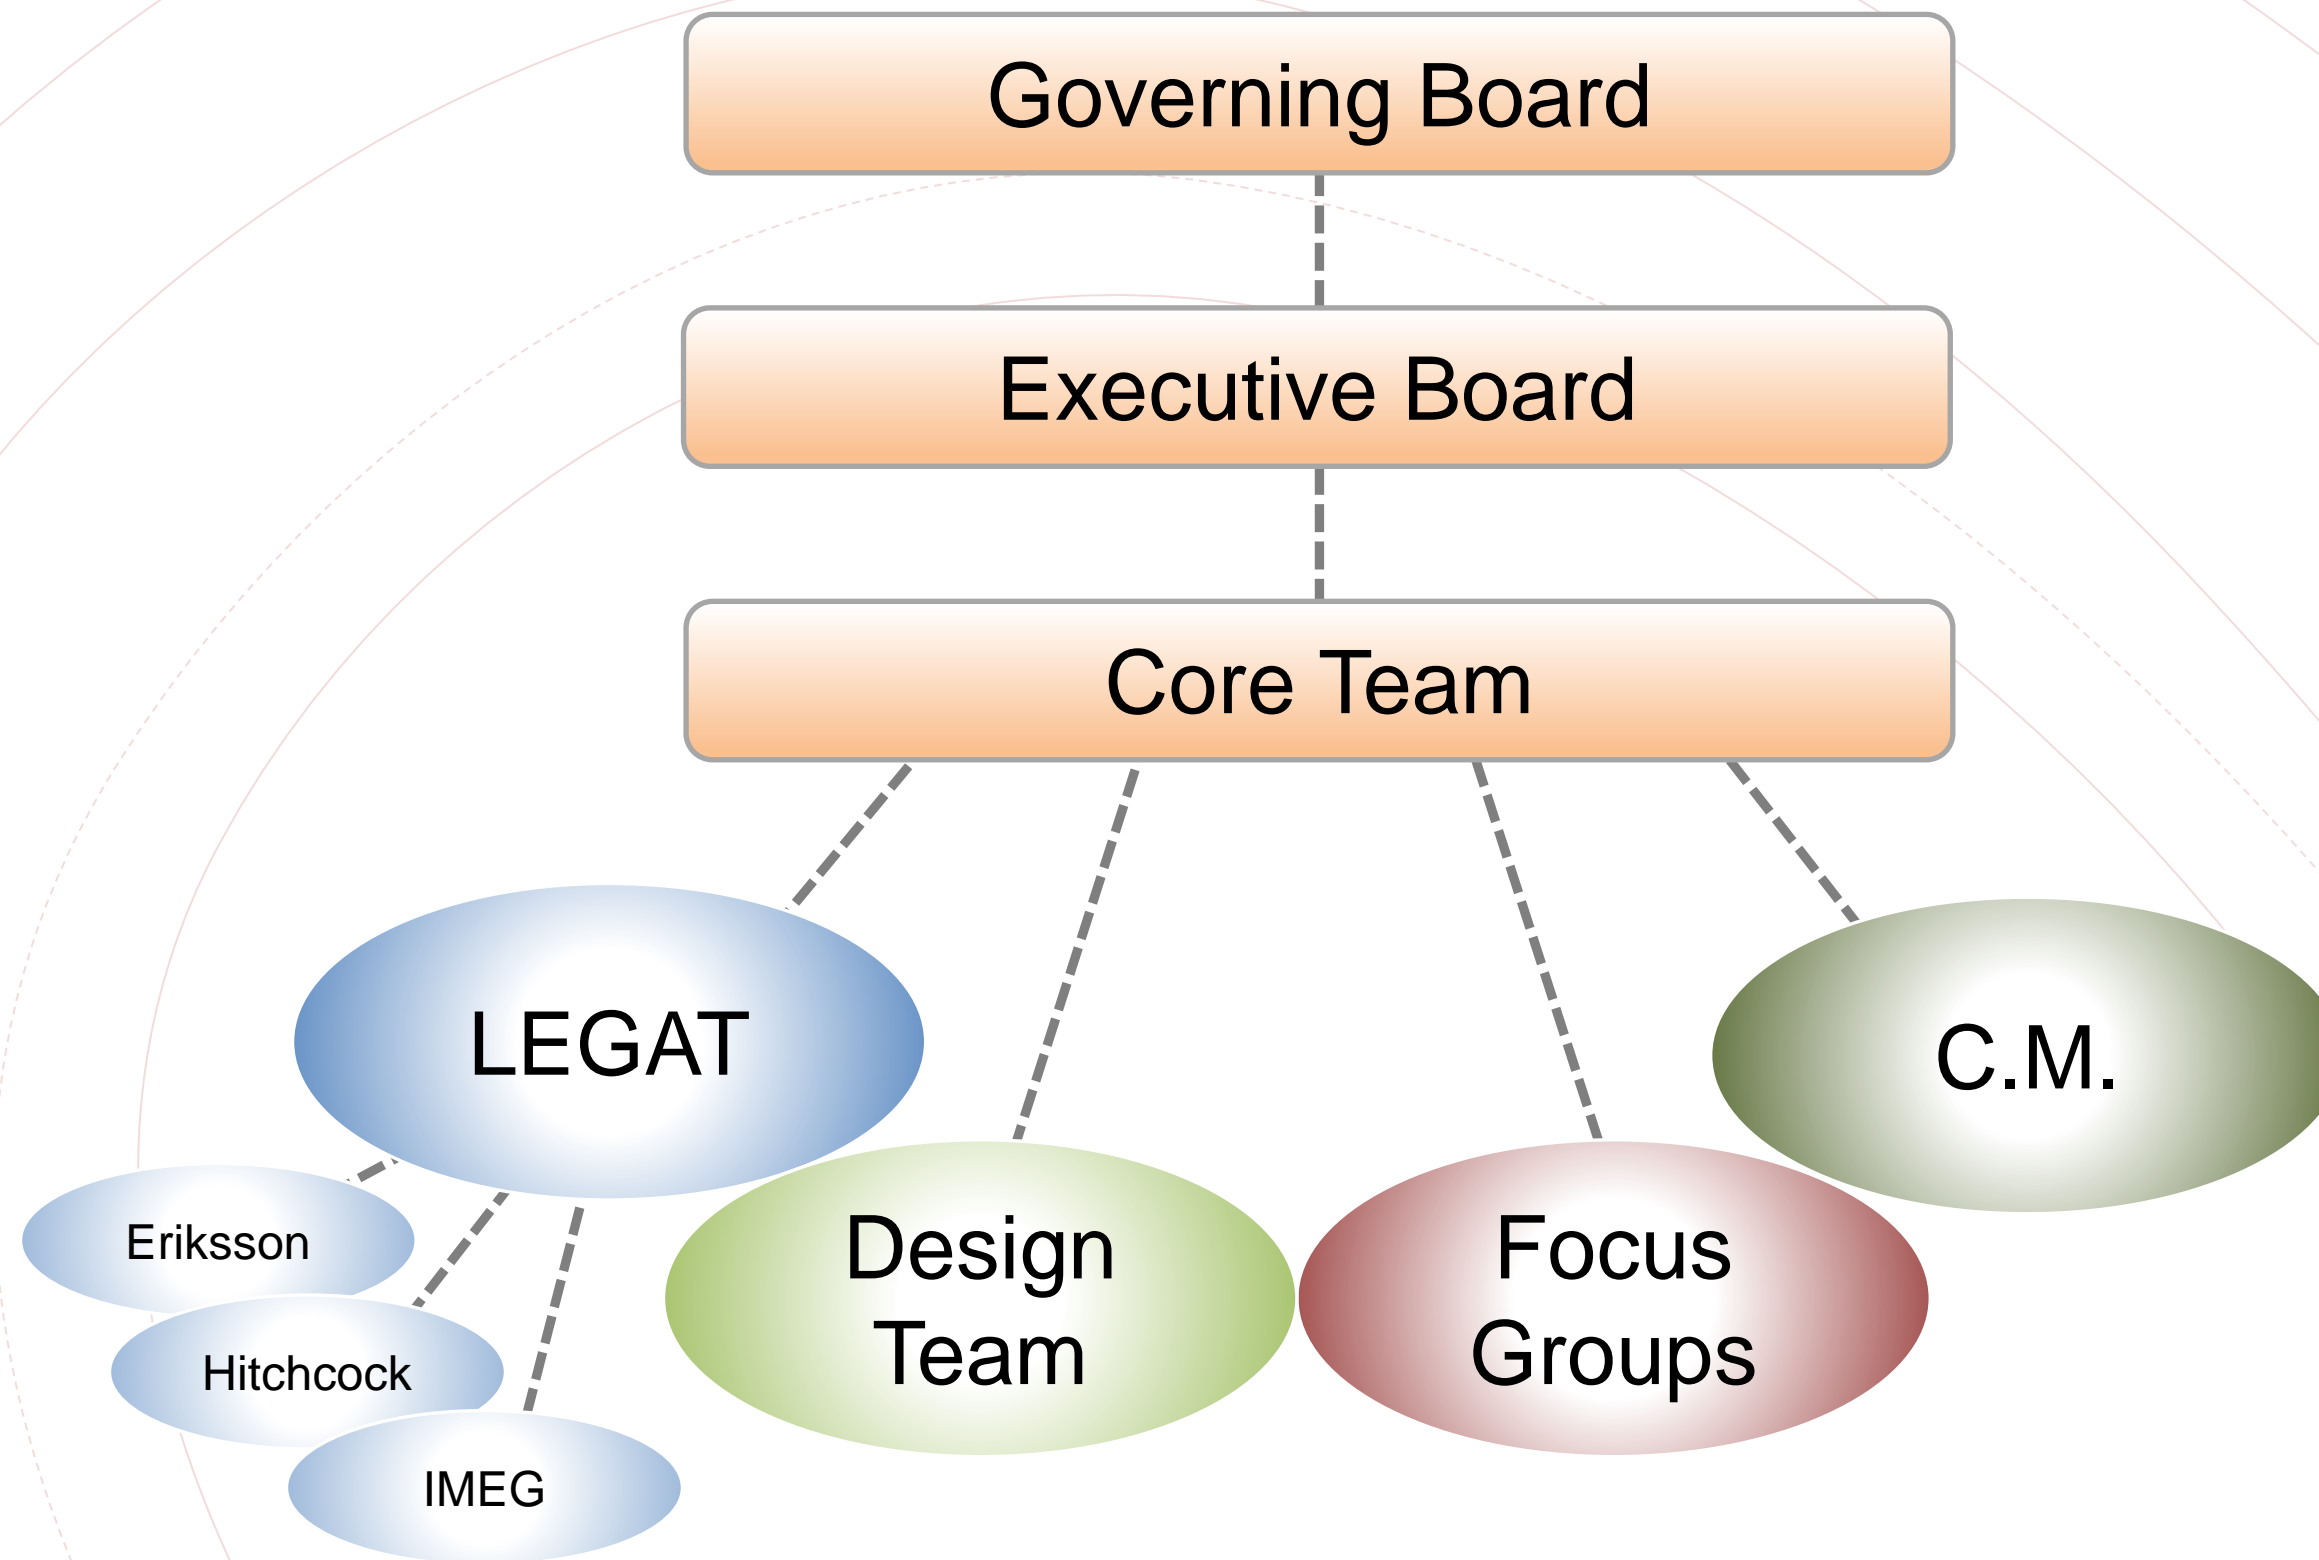 Governing Board
Executive Board
Core Team
LEGAT
C.M.
Eriksson
Hitchcock
IMEG
Design
Team
Focus
Groups